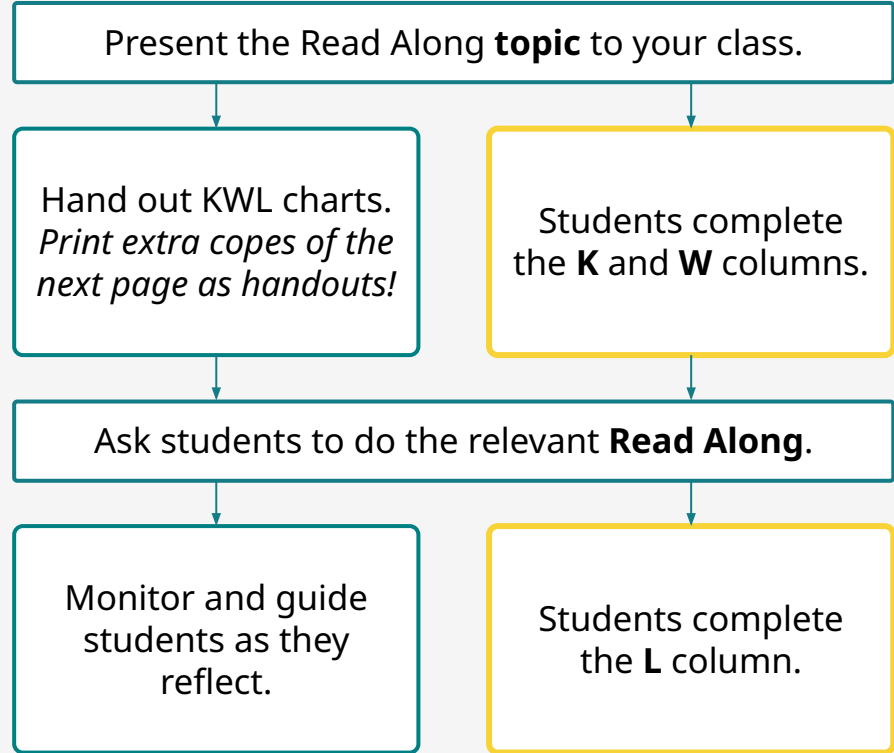 Present the Read Along topic to your class.
Hand out KWL charts.
Print extra copes of the
next page as handouts!
Students complete
the K and W columns.
Ask students to do the relevant Read Along.
Monitor and guide
students as they
reflect.
Students complete
the L column.